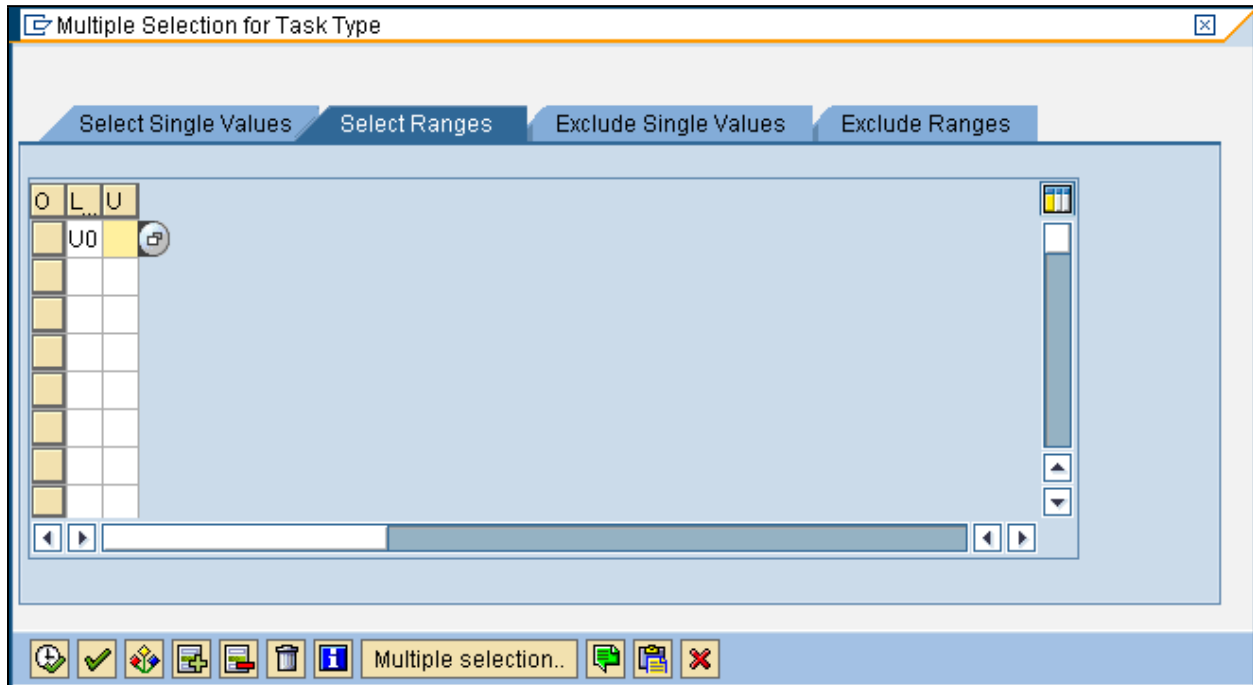 Multiple Selection for Task Type
Select Single Values Select Ranges Exclude Single Values Exclude Ranges
O L... U
U0
Multiple selection..